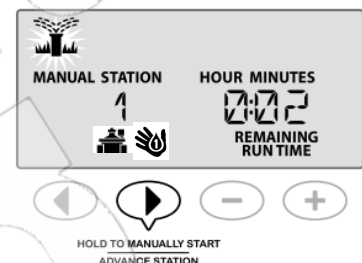 MANUAL STATION HOUR MINUTES
1 0:02
REMAINING
RUN TIME
HOLD TO MANUALLY START
ADVANCE STATION